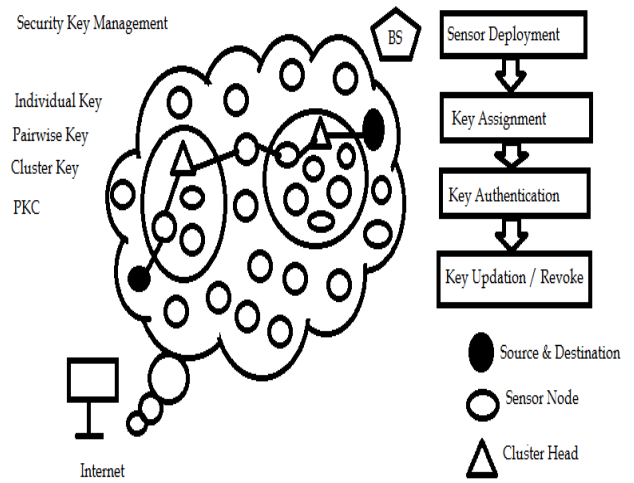 Security Key Management
Individual Key
Pairwise Key
Cluster Key
PKC
BS
Sensor Deployment
Key Assignment
Key Authentication
Key Updation / Revoke
Source & Destination
Sensor Node
Cluster Head
Internet